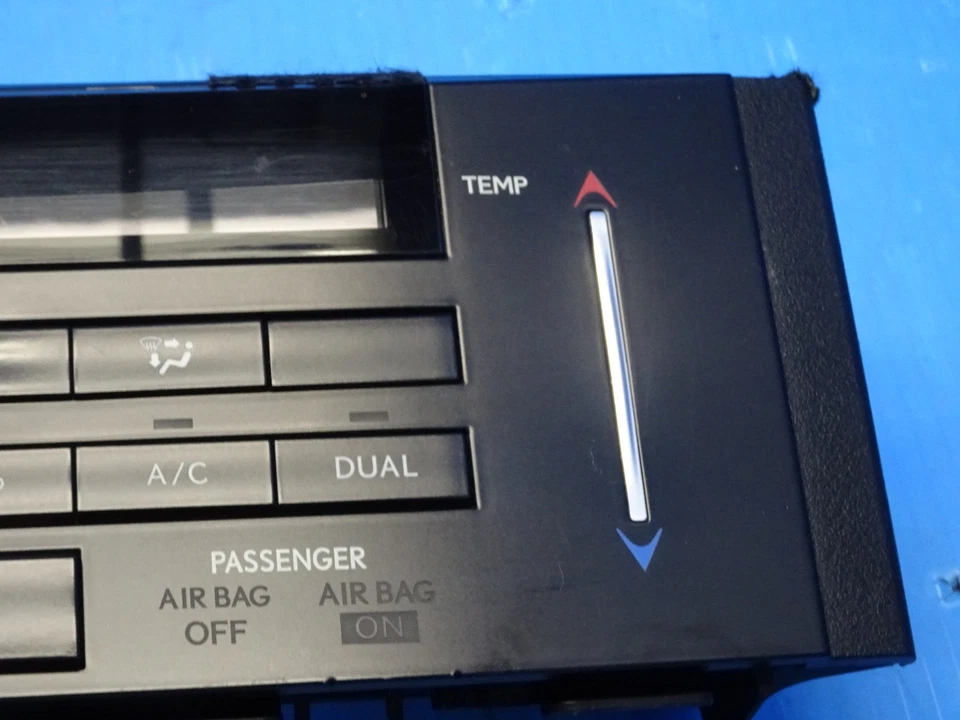 TEMP
A/C
DUAL
PASSENGER
AIR BAG AIR BAG
OFF ON